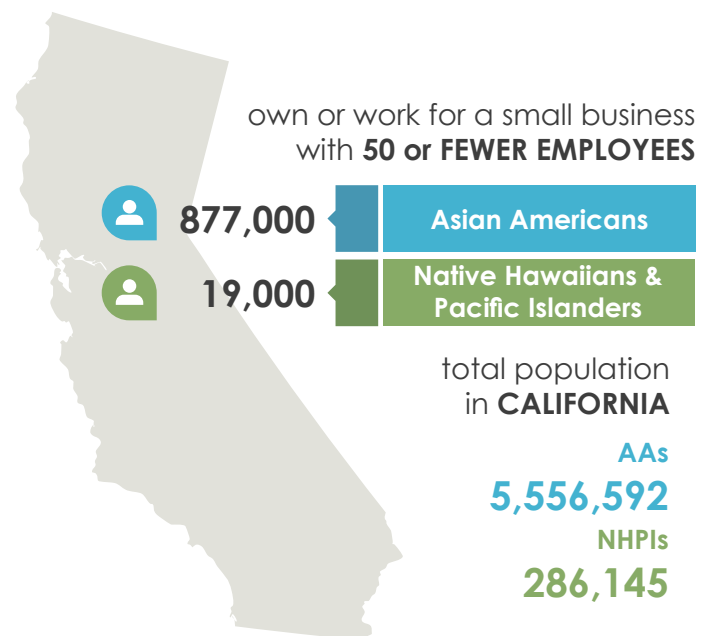 own or work for a small business
with 50 or FEWER EMPLOYEES
877,000 Asian Americans
19,000 Native Hawaiians &
Pacific Islanders
total population
in CALIFORNIA
AAs
5,556,592
NHPIs
286,145